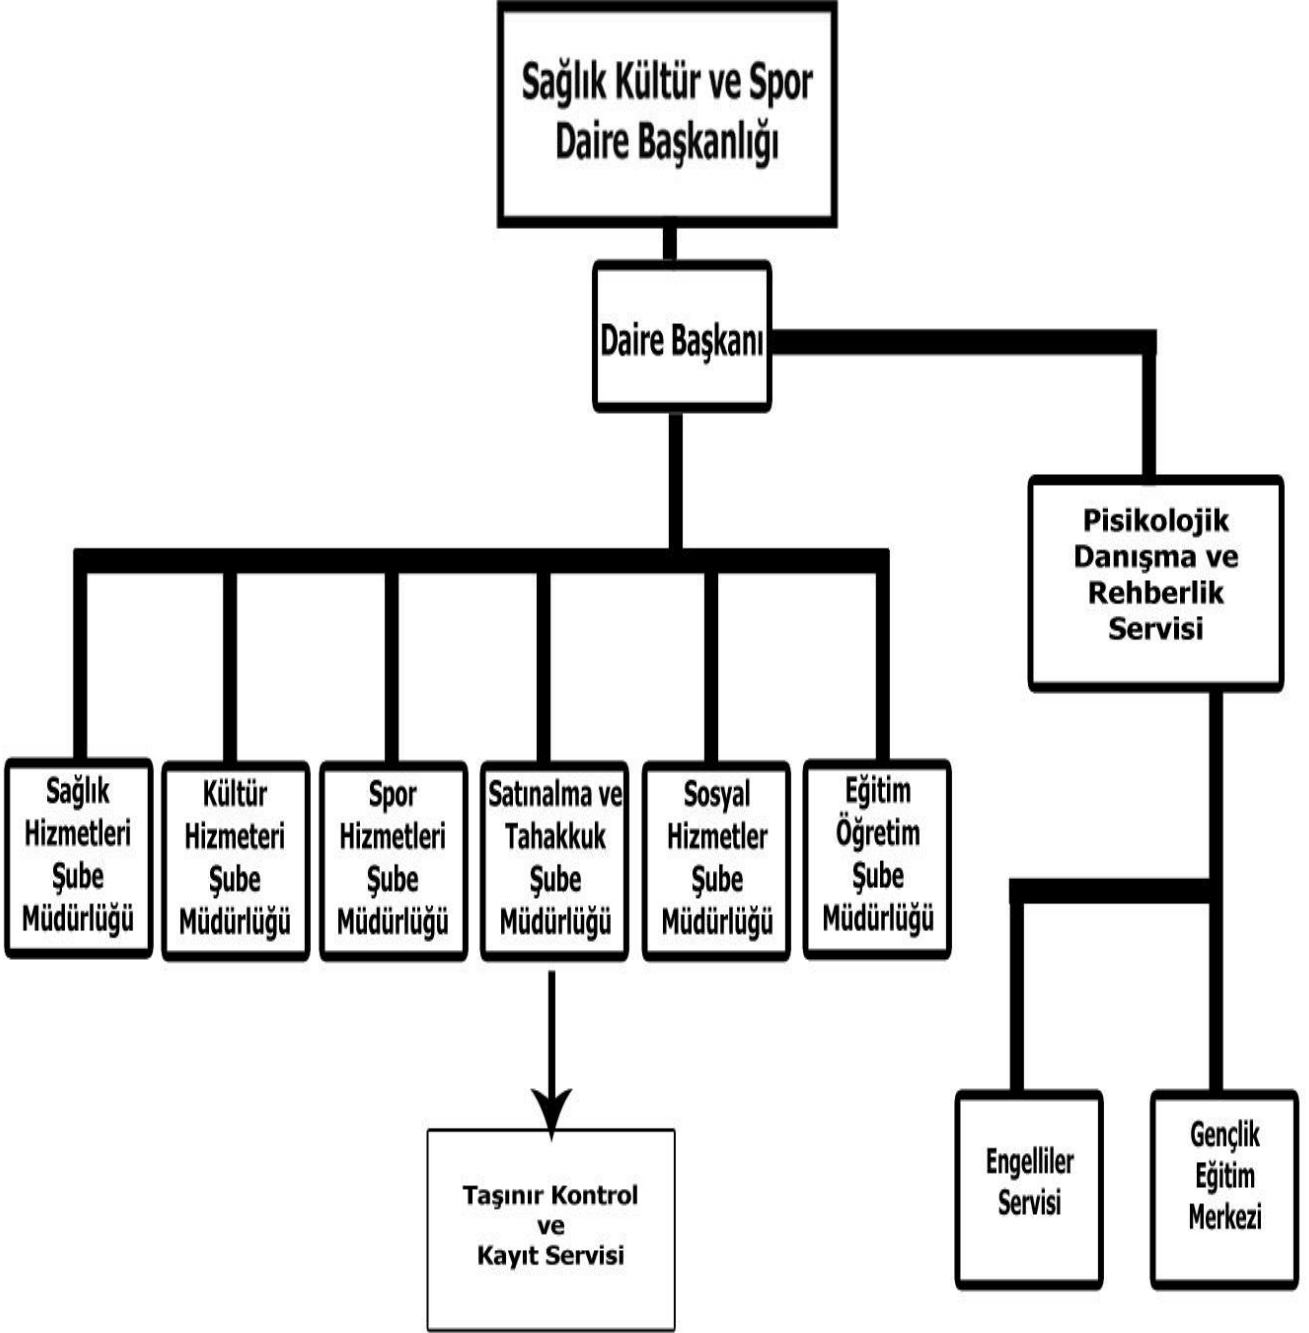 Sağlık Kültür ve Spor
Daire Başkanlığı
Daire Başkanı
Pisikolojik
Danışma ve
Rehberlik
Servisi
Sağlık
Hizmetleri
Şube
Müdürlüğü
Kültür
Hizmeteri
Şube
Müdürlüğü
Spor
Hizmetleri
Şube
Müdürlüğü
Satınalma ve
Tahakkuk
Şube
Müdürlüğü
Sosyal
Hizmetler
Şube
Müdürlüğü
Eğitim
Öğretim
Şube
Müdürlüğü
Taşınır Kontrol
ve
Kayıt Servisi
Engelliler
Servisi
Gençlik
Eğitim
Merkezi